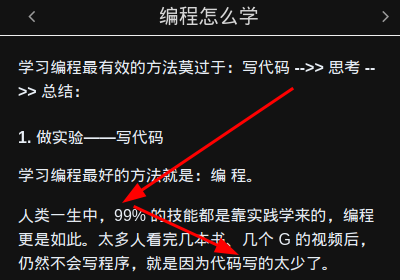 编程怎么学
学习编程最有效的方法莫过于：写代码 -->> 思考 --
>> 总结：
1. 做实验——写代码
学习编程最好的方法就是：编 程。
人类一生中，99% 的技能都是靠实践学来的，编程
更是如此。太多人看完几本书、几个 G 的视频后，
仍然不会写程序，就是因为代码写的太少了。